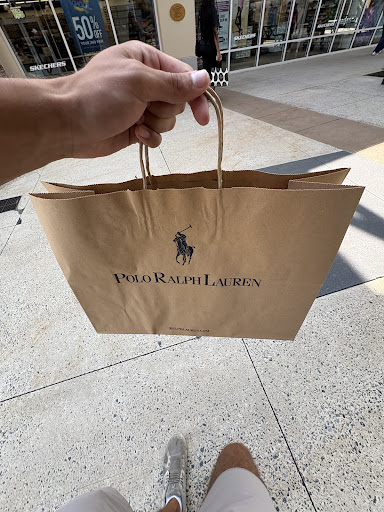 50%
OFF
SKECHERS
SKECHERS
POLO RALPH LAUREN